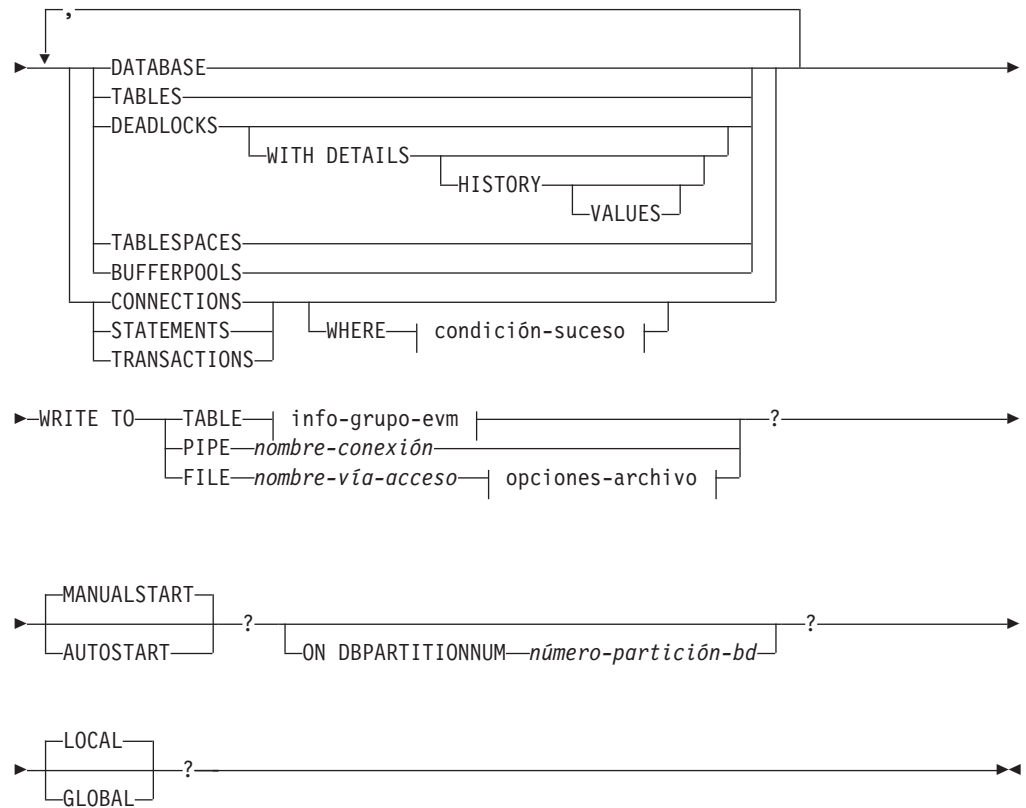 ,
DATABASE
TABLES
DEADLOCKS
WITH DETAILS
HISTORY
VALUES
TABLESPACES
BUFFERPOOLS
CONNECTIONS
STATEMENTS
WHERE condición-suceso
TRANSACTIONS
WRITE TO TABLE info-grupo-evm ?
PIPE nombre-conexión
FILE nombre-vía-acceso opciones-archivo
MANUALSTART
? ?
AUTOSTART ON DBPARTITIONNUM número-partición-bd
LOCAL
?
GLOBAL